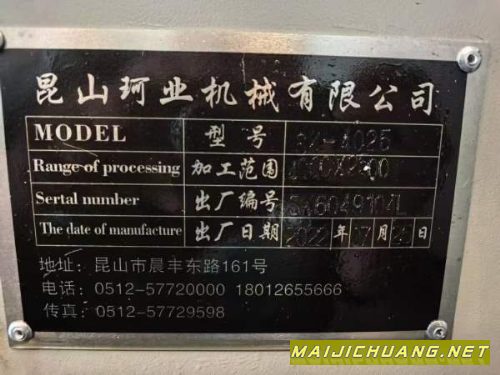 昆山珂业机械有限公司
MODEL 型号
Range of processing 加工范围
Serial number 出厂编号
The date of manufacture 出厂日期 2022 年 月 日
地址: 昆山市晨丰东路161号
电话: 0512-57720000 18012655666
传真: 0512-57729598
MAIJICHUANG.NET